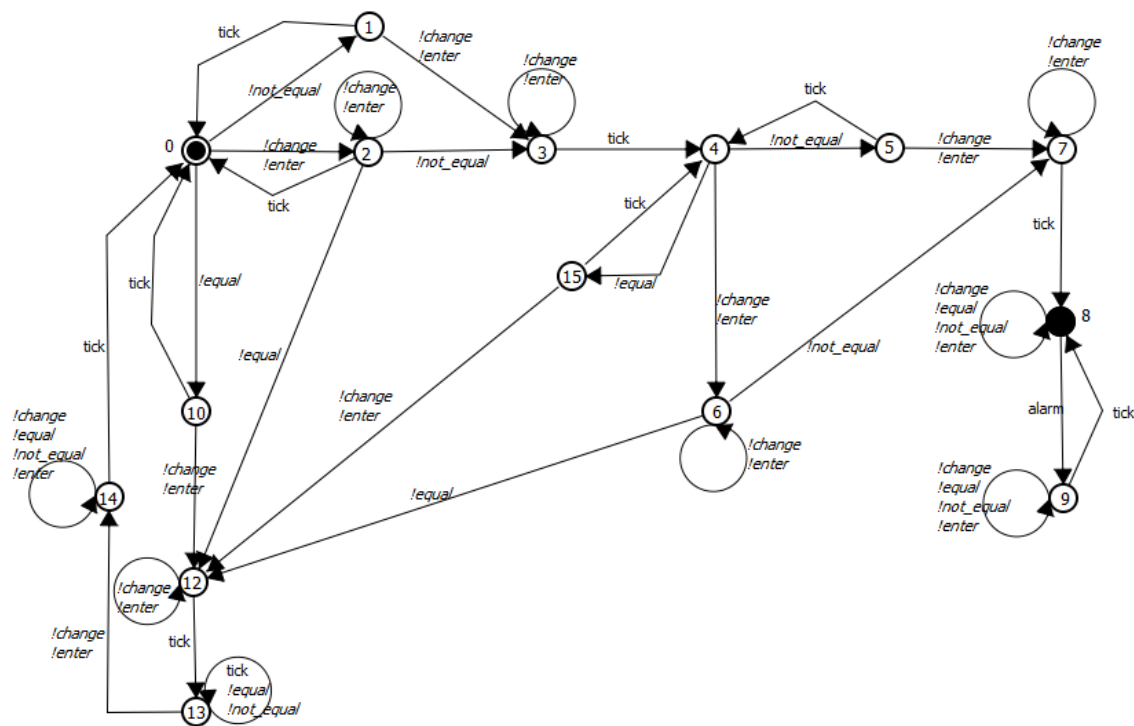 1
tick
!change
!enter
!not_equal
!change
!enter
!change
!enter
!change
!enter
tick
0
!change
!enter
2
!not_equal
3
tick
4
!not_equal
5
!change
!enter
7
tick
tick
!equal
15
tick
!equal
!change
!enter
!not_equal
tick
!change
!equal
!not_equal
!enter
8
tick
!equal
!change
!enter
10
6
!change
!enter
alarm
tick
!change
!equal
!not_equal
!enter
14
!change
!enter
!equal
!change
!equal
!not_equal
!enter
9
!change
!enter
12
!change
!enter
tick
tick
!equal
!not_equal
13